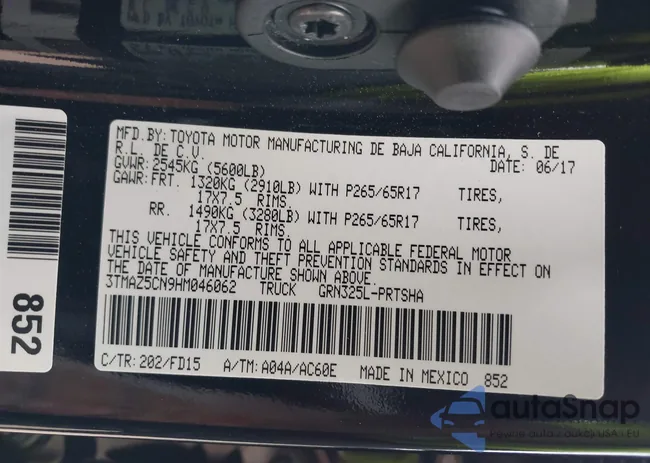 MFD.BY: TOYOTA MOTOR MANUFACTURING DE BAJA CALIFORNIA, S. DE
R.L. DE C.V. DATE: 06/17
GVWR: 2545KG (5600LB)
GAWR: FRT. 1320KG (2910LB) WITH P265/65R17 TIRES,
17X7.5 RIMS.
RR. 1490KG (3280LB) WITH P265/65R17 TIRES,
17X7.5 RIMS.
THIS VEHICLE CONFORMS TO ALL APPLICABLE FEDERAL MOTOR
VEHICLE SAFETY AND THEFT PREVENTION STANDARDS IN EFFECT ON
THE DATE OF MANUFACTURE SHOWN ABOVE.
3TMAZ5CN9HM046062 TRUCK GRN325L-PRTSHA
C/TR: 202/FD15 A/TM: A04A/AC60E MADE IN MEXICO 852
852
autoSnap